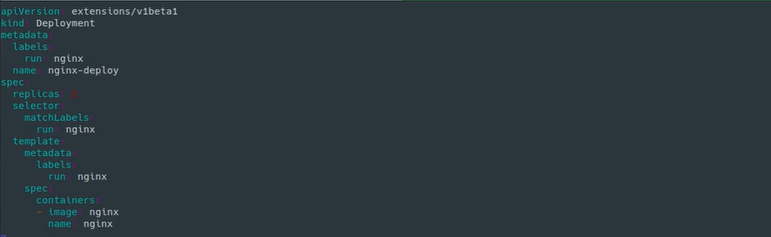 apiVersion: extensions/v1beta1
kind: Deployment
metadata:
  labels:
    run: nginx
  name: nginx-deploy
spec:
  replicas:
  selector:
    matchLabels:
      run: nginx
  template:
    metadata:
      labels:
        run: nginx
    spec:
      containers:
      - image: nginx
        name: nginx